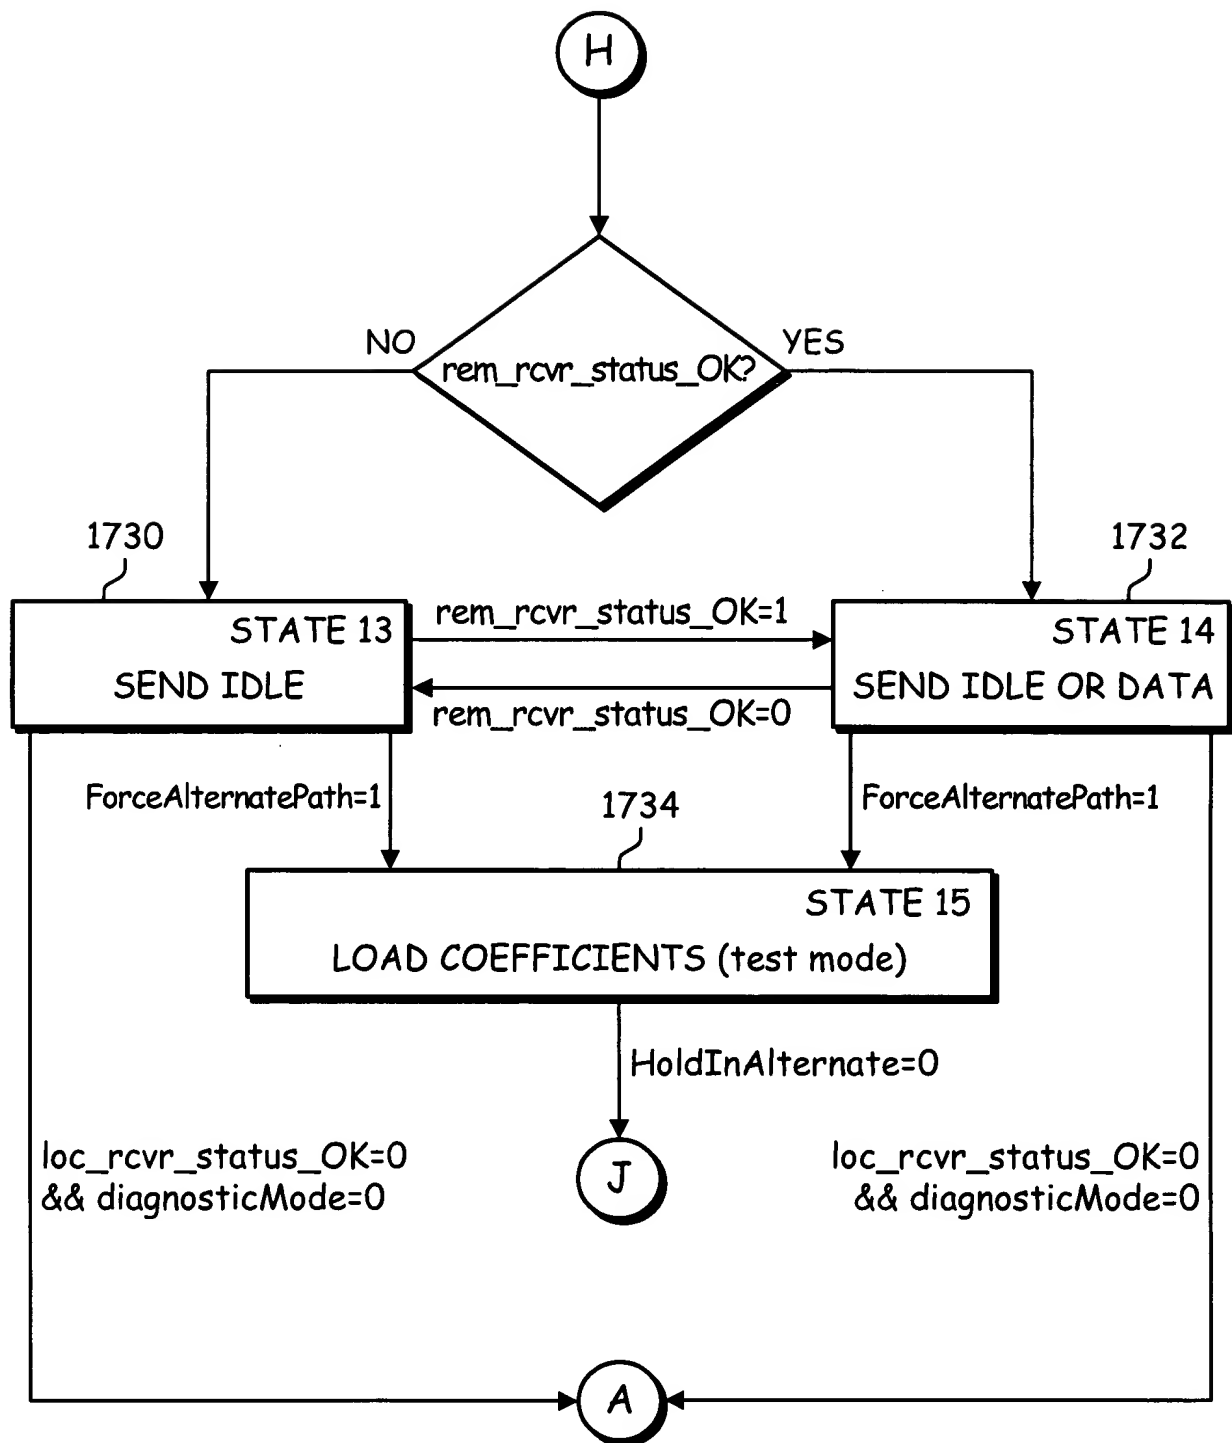 H
NO
YES
rem_rcvr_status_OK?
1730
1732
STATE 13
SEND IDLE
rem_rcvr_status_OK=1
rem_rcvr_status_OK=0
STATE 14
SEND IDLE OR DATA
ForceAlternatePath=1
1734
ForceAlternatePath=1
STATE 15
LOAD COEFFICIENTS (test mode)
HoldInAlternate=0
loc_rcvr_status_OK=0
&& diagnosticMode=0
J
loc_rcvr_status_OK=0
&& diagnosticMode=0
A